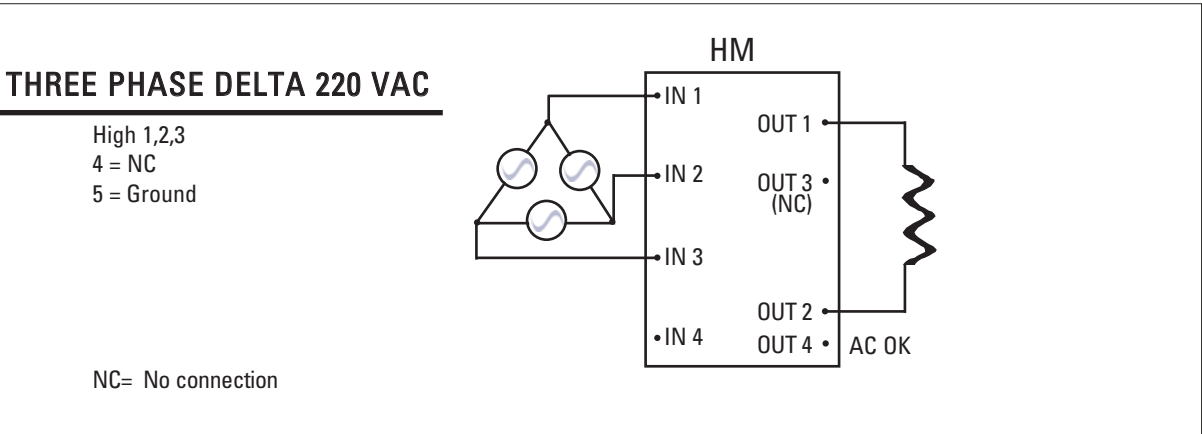 THREE PHASE DELTA 220 VAC
High 1,2,3
4 = NC
5 = Ground
NC= No connection
HM
IN 1
IN 2
IN 3
IN 4
OUT 1
OUT 3
(NC)
OUT 2
OUT 4
AC OK